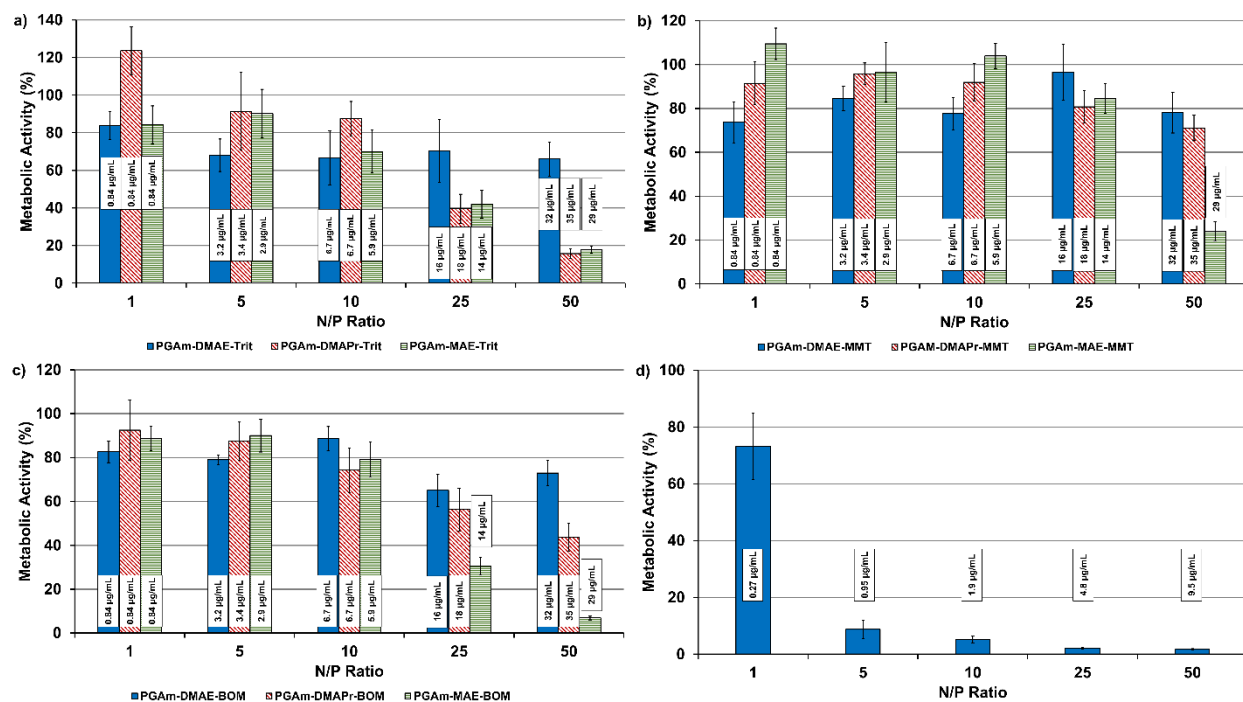 a)
Metabolic Activity (%)
140
120
100
80
60
40
20
0
0.84 µg/mL
0.84 µg/mL
0.84 µg/mL
3.2 µg/mL
3.4 µg/mL
2.9 µg/mL
6.7 µg/mL
6.7 µg/mL
5.9 µg/mL
16 µg/mL
18 µg/mL
14 µg/mL
32 µg/mL
35 µg/mL
29 µg/mL
1 5 10 25 50
N/P Ratio
PGAm-DMAE-Trit PGAm-DMAPr-Trit PGAm-MAE-Trit
b)
Metabolic Activity (%)
120
100
80
60
40
20
0
0.84 µg/mL
0.84 µg/mL
0.84 µg/mL
3.2 µg/mL
3.4 µg/mL
2.9 µg/mL
6.7 µg/mL
6.7 µg/mL
5.9 µg/mL
16 µg/mL
18 µg/mL
14 µg/mL
32 µg/mL
35 µg/mL
29 µg/mL
1 5 10 25 50
N/P Ratio
PGAm-DMAE-MMT PGAM-DMAPr-MMT PGAm-MAE-MMT
c)
Metabolic Activity (%)
120
100
80
60
40
20
0
0.84 µg/mL
0.84 µg/mL
0.84 µg/mL
3.2 µg/mL
3.4 µg/mL
2.9 µg/mL
6.7 µg/mL
6.7 µg/mL
5.9 µg/mL
16 µg/mL
18 µg/mL
14 µg/mL
32 µg/mL
35 µg/mL
29 µg/mL
1 5 10 25 50
N/P Ratio
PGAm-DMAE-BOM PGAm-DMAPr-BOM PGAm-MAE-BOM
d)
Metabolic Activity (%)
100
80
60
40
20
0
0.27 µg/mL
0.95 µg/mL
1.9 µg/mL
4.8 µg/mL
9.5 µg/mL
1 5 10 25 50
N/P Ratio